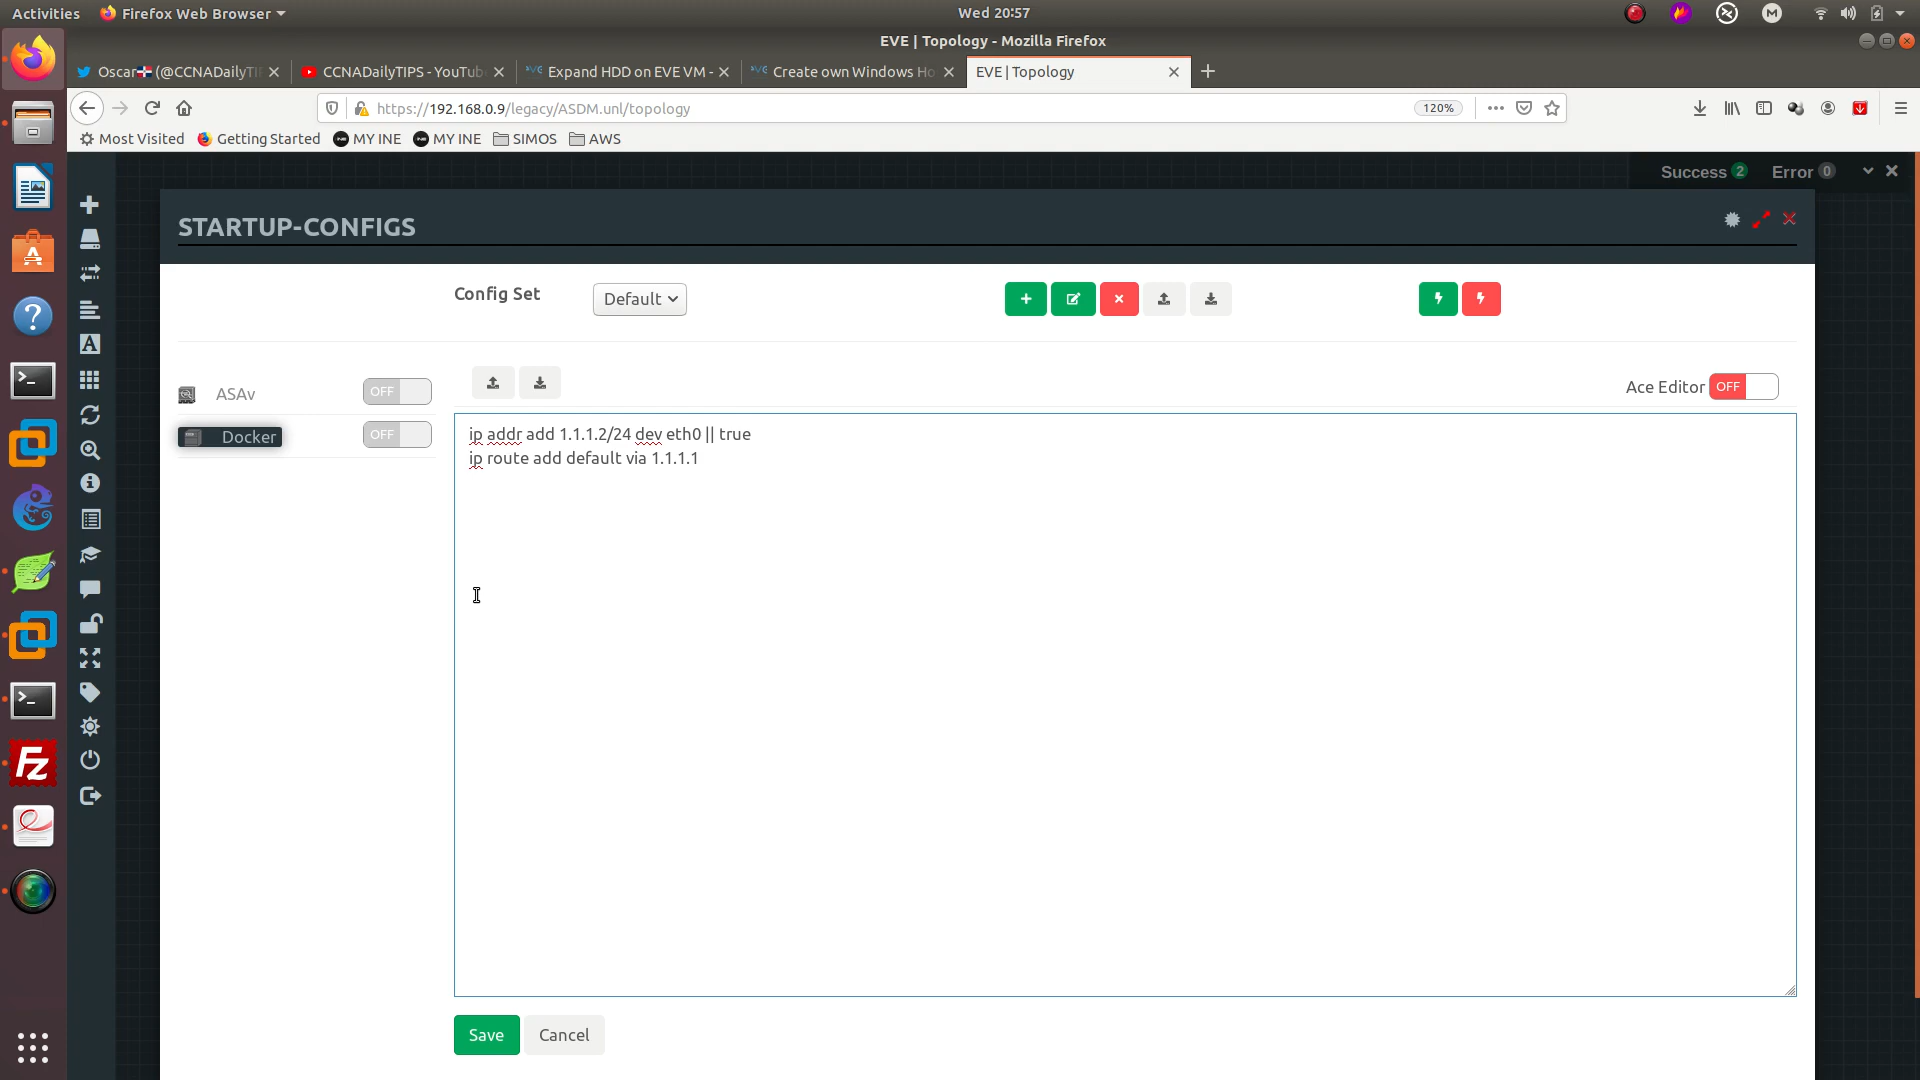 Activities
Firefox Web Browser
Wed 20:57
EVE | Topology - Mozilla Firefox
Oscar (@CCNADailyTI
CCNADailyTIPS - YouTub
Expand HDD on EVE VM -
Create own Windows Ho
EVE | Topology
https://192.168.0.9/legacy/ASDM.unl/topology
120%
Most Visited
Getting Started
MY INE
MY INE
SIMOS
AWS
Success 2
Error 0
STARTUP-CONFIGS
Config Set
Default
ASAv
OFF
Docker
OFF
Ace Editor
OFF
ip addr add 1.1.1.2/24 dev eth0 || true
ip route add default via 1.1.1.1
Save
Cancel